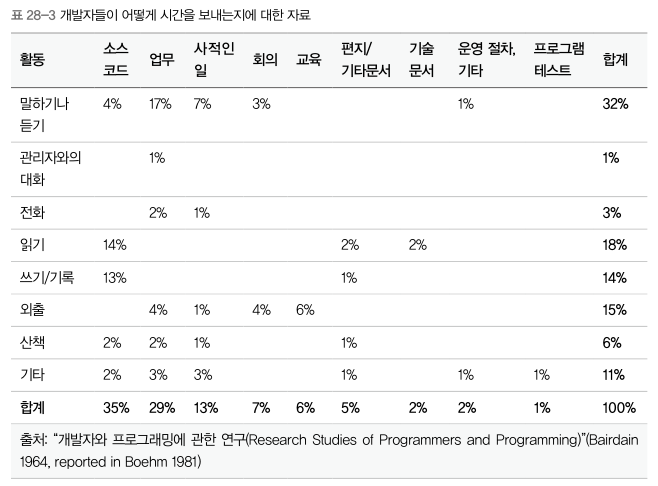 표 28-3 개발자들이 어떻게 시간을 보내는지에 대한 자료
활동 소스 코드 업무 사적인 일 회의 교육 편지/기타문서 기술 문서 운영 절차, 기타 프로그램 테스트 합계
말하기나 듣기 4% 17% 7% 3% 1% 32%
관리자와의 대화 1% 1%
전화 2% 1% 3%
읽기 14% 2% 2% 18%
쓰기/기록 13% 1% 14%
외출 4% 1% 4% 6% 15%
산책 2% 2% 1% 1% 6%
기타 2% 3% 3% 1% 1% 1% 11%
합계 35% 29% 13% 7% 6% 5% 2% 2% 1% 100%
출처: “개발자와 프로그래밍에 관한 연구(Research Studies of Programmers and Programming)”(Bairdain
1964, reported in Boehm 1981)